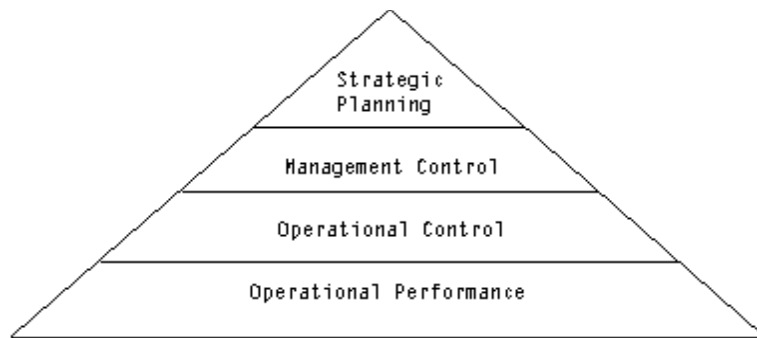 Strategic
Planning
Management Control
Operational Control
Operational Performance